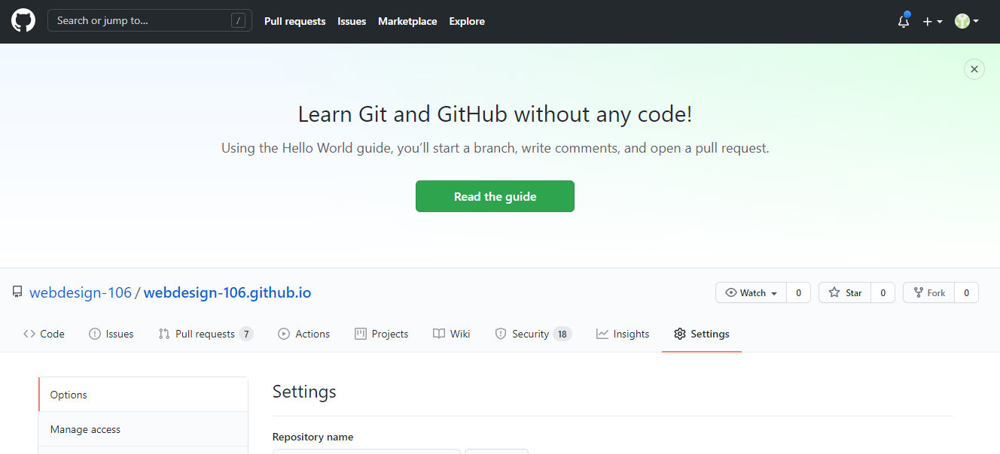 Search or jump to... / Pull requests Issues Marketplace Explore
Learn Git and GitHub without any code!
Using the Hello World guide, you’ll start a branch, write comments, and open a pull request.
Read the guide
webdesign-106 / webdesign-106.github.io Watch 0 Star 0 Fork 0
Code Issues Pull requests 7 Actions Projects Wiki Security 18 Insights Settings
Options
Settings
Manage access
Repository name